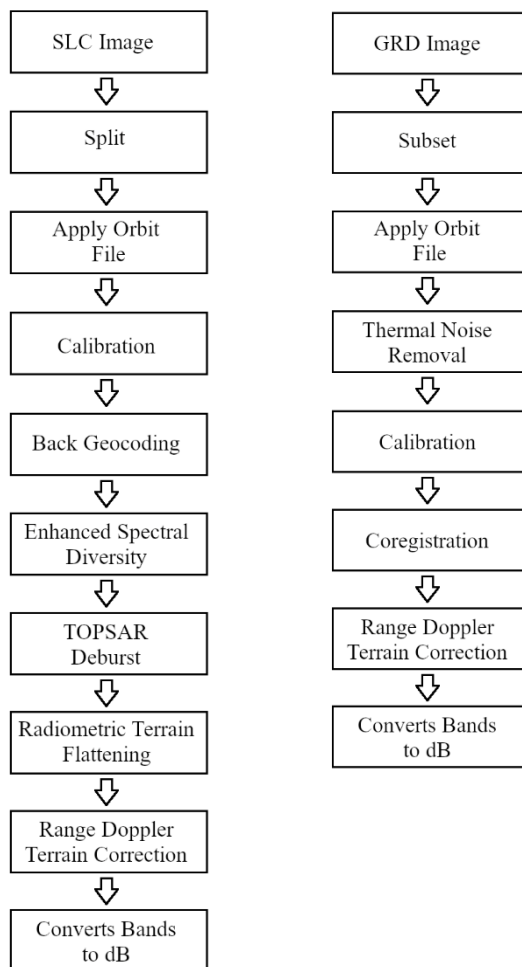 SLC Image
Split
Apply Orbit
File
Calibration
Back Geocoding
Enhanced Spectral
Diversity
TOPSAR
Deburst
Radiometric Terrain
Flattening
Range Doppler
Terrain Correction
Converts Bands
to dB
GRD Image
Subset
Apply Orbit
File
Thermal Noise
Removal
Calibration
Coregistration
Range Doppler
Terrain Correction
Converts Bands
to dB